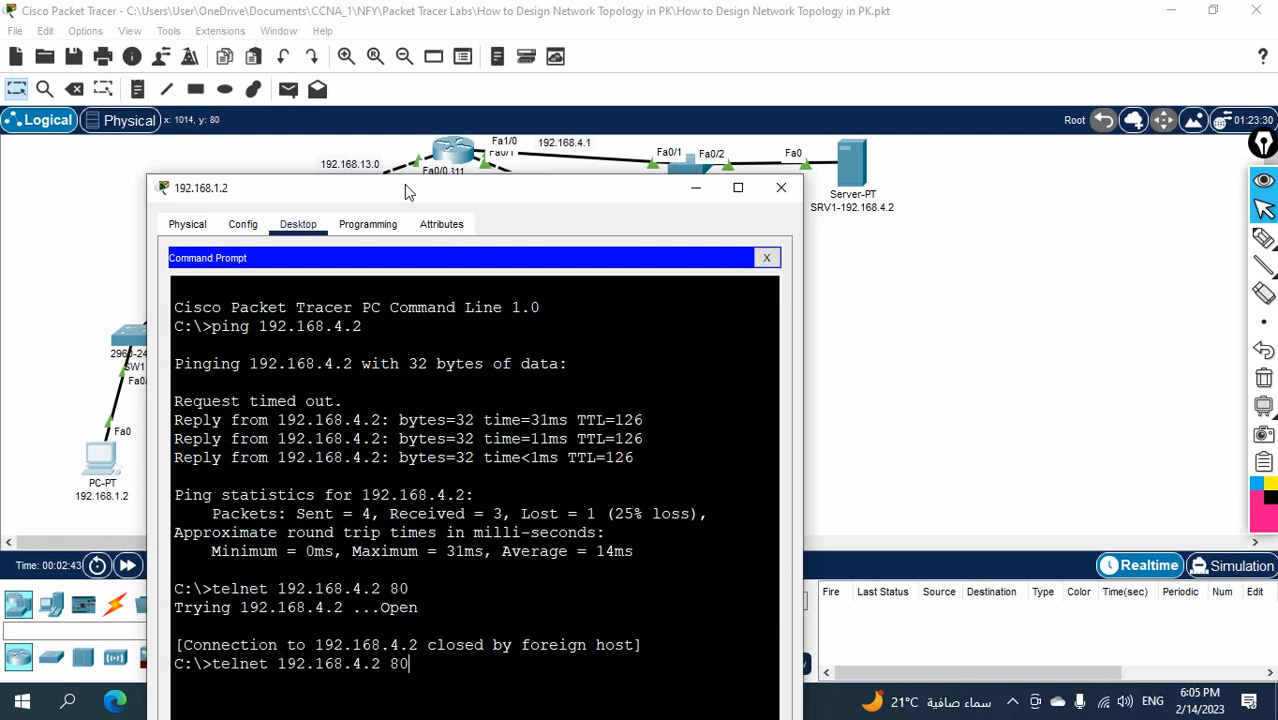 Cisco Packet Tracer - C:\Users\User\OneDrive\Documents\CCNA_1\NFY\Packet Tracer Labs\How to Design Network Topology in PK\How to Design Network Topology in PK.pkt
File Edit Options View Tools Extensions Window Help
Logical Physical x: 1014, y: 80 Root 01:23:30
Fa1/0 192.168.4.1
192.168.13.0 Fa0/1 Fa0/2 Fa0
Fa0/0
Server-PT
SRV1-192.168.4.2
192.168.1.2
Physical Config Desktop Programming Attributes
Command Prompt X
Cisco Packet Tracer PC Command Line 1.0
C:\>ping 192.168.4.2
Pinging 192.168.4.2 with 32 bytes of data:
Request timed out.
Reply from 192.168.4.2: bytes=32 time=31ms TTL=126
Reply from 192.168.4.2: bytes=32 time=11ms TTL=126
Reply from 192.168.4.2: bytes=32 time<1ms TTL=126
Ping statistics for 192.168.4.2:
Packets: Sent = 4, Received = 3, Lost = 1 (25% loss),
Approximate round trip times in milli-seconds:
Minimum = 0ms, Maximum = 31ms, Average = 14ms
C:\>telnet 192.168.4.2 80
Trying 192.168.4.2 ...Open
[Connection to 192.168.4.2 closed by foreign host]
C:\>telnet 192.168.4.2 80
2960-24
SW1
Fa0/
Fa0
PC-PT
192.168.1.2
Time: 00:02:43 Realtime Simulation
Fire Last Status Source Destination Type Color Time(sec) Periodic Num Edit
21°C سماء صافية ENG 6:05 PM
2/14/2023